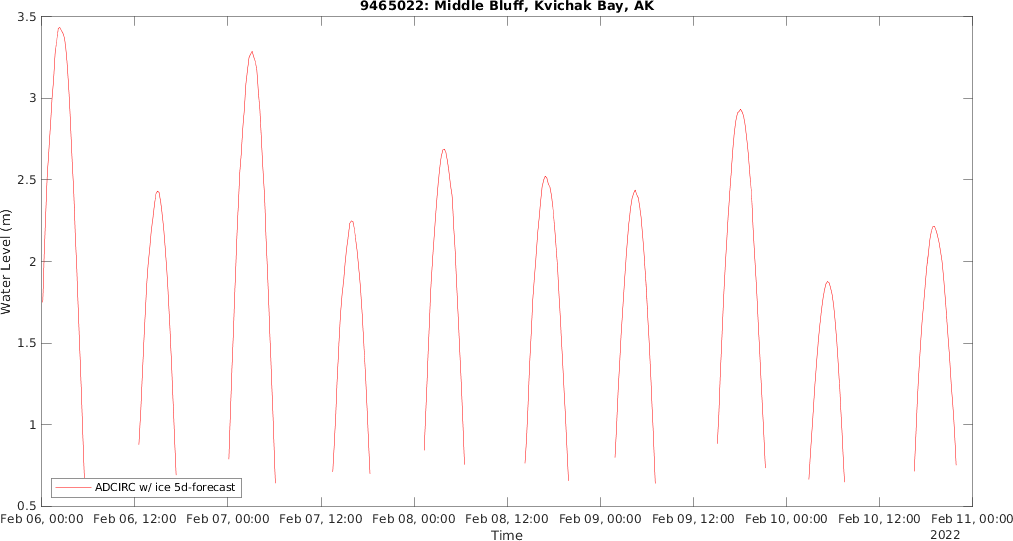 9465022: Middle Bluff, Kvichak Bay, AK
3.5
3
2.5
2
1.5
1
0.5
Water Level (m)
ADCIRC w/ ice 5d-forecast
Feb 06, 00:00 Feb 06, 12:00 Feb 07, 00:00 Feb 07, 12:00 Feb 08, 00:00 Feb 08, 12:00 Feb 09, 00:00 Feb 09, 12:00 Feb 10, 00:00 Feb 10, 12:00 Feb 11, 00:00
Time
2022